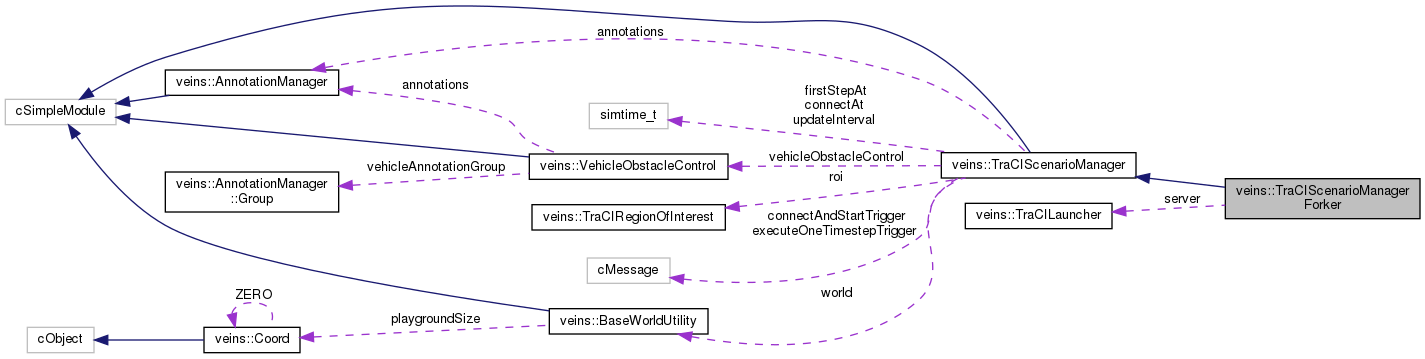 annotations
veins::AnnotationManager
annotations
cSimpleModule
simtime_t
firstStepAt
connectAt
updateInterval
vehicleAnnotationGroup
veins::VehicleObstacleControl
vehicleObstacleControl
veins::TraCIScenarioManager
veins::AnnotationManager
::Group
roi
veins::TraCIRegionOfInterest
connectAndStartTrigger
executeOneTimestepTrigger
veins::TraCILauncher
server
veins::TraCIScenarioManager
Forker
cMessage
world
ZERO
playgroundSize
veins::BaseWorldUtility
cObject
veins::Coord